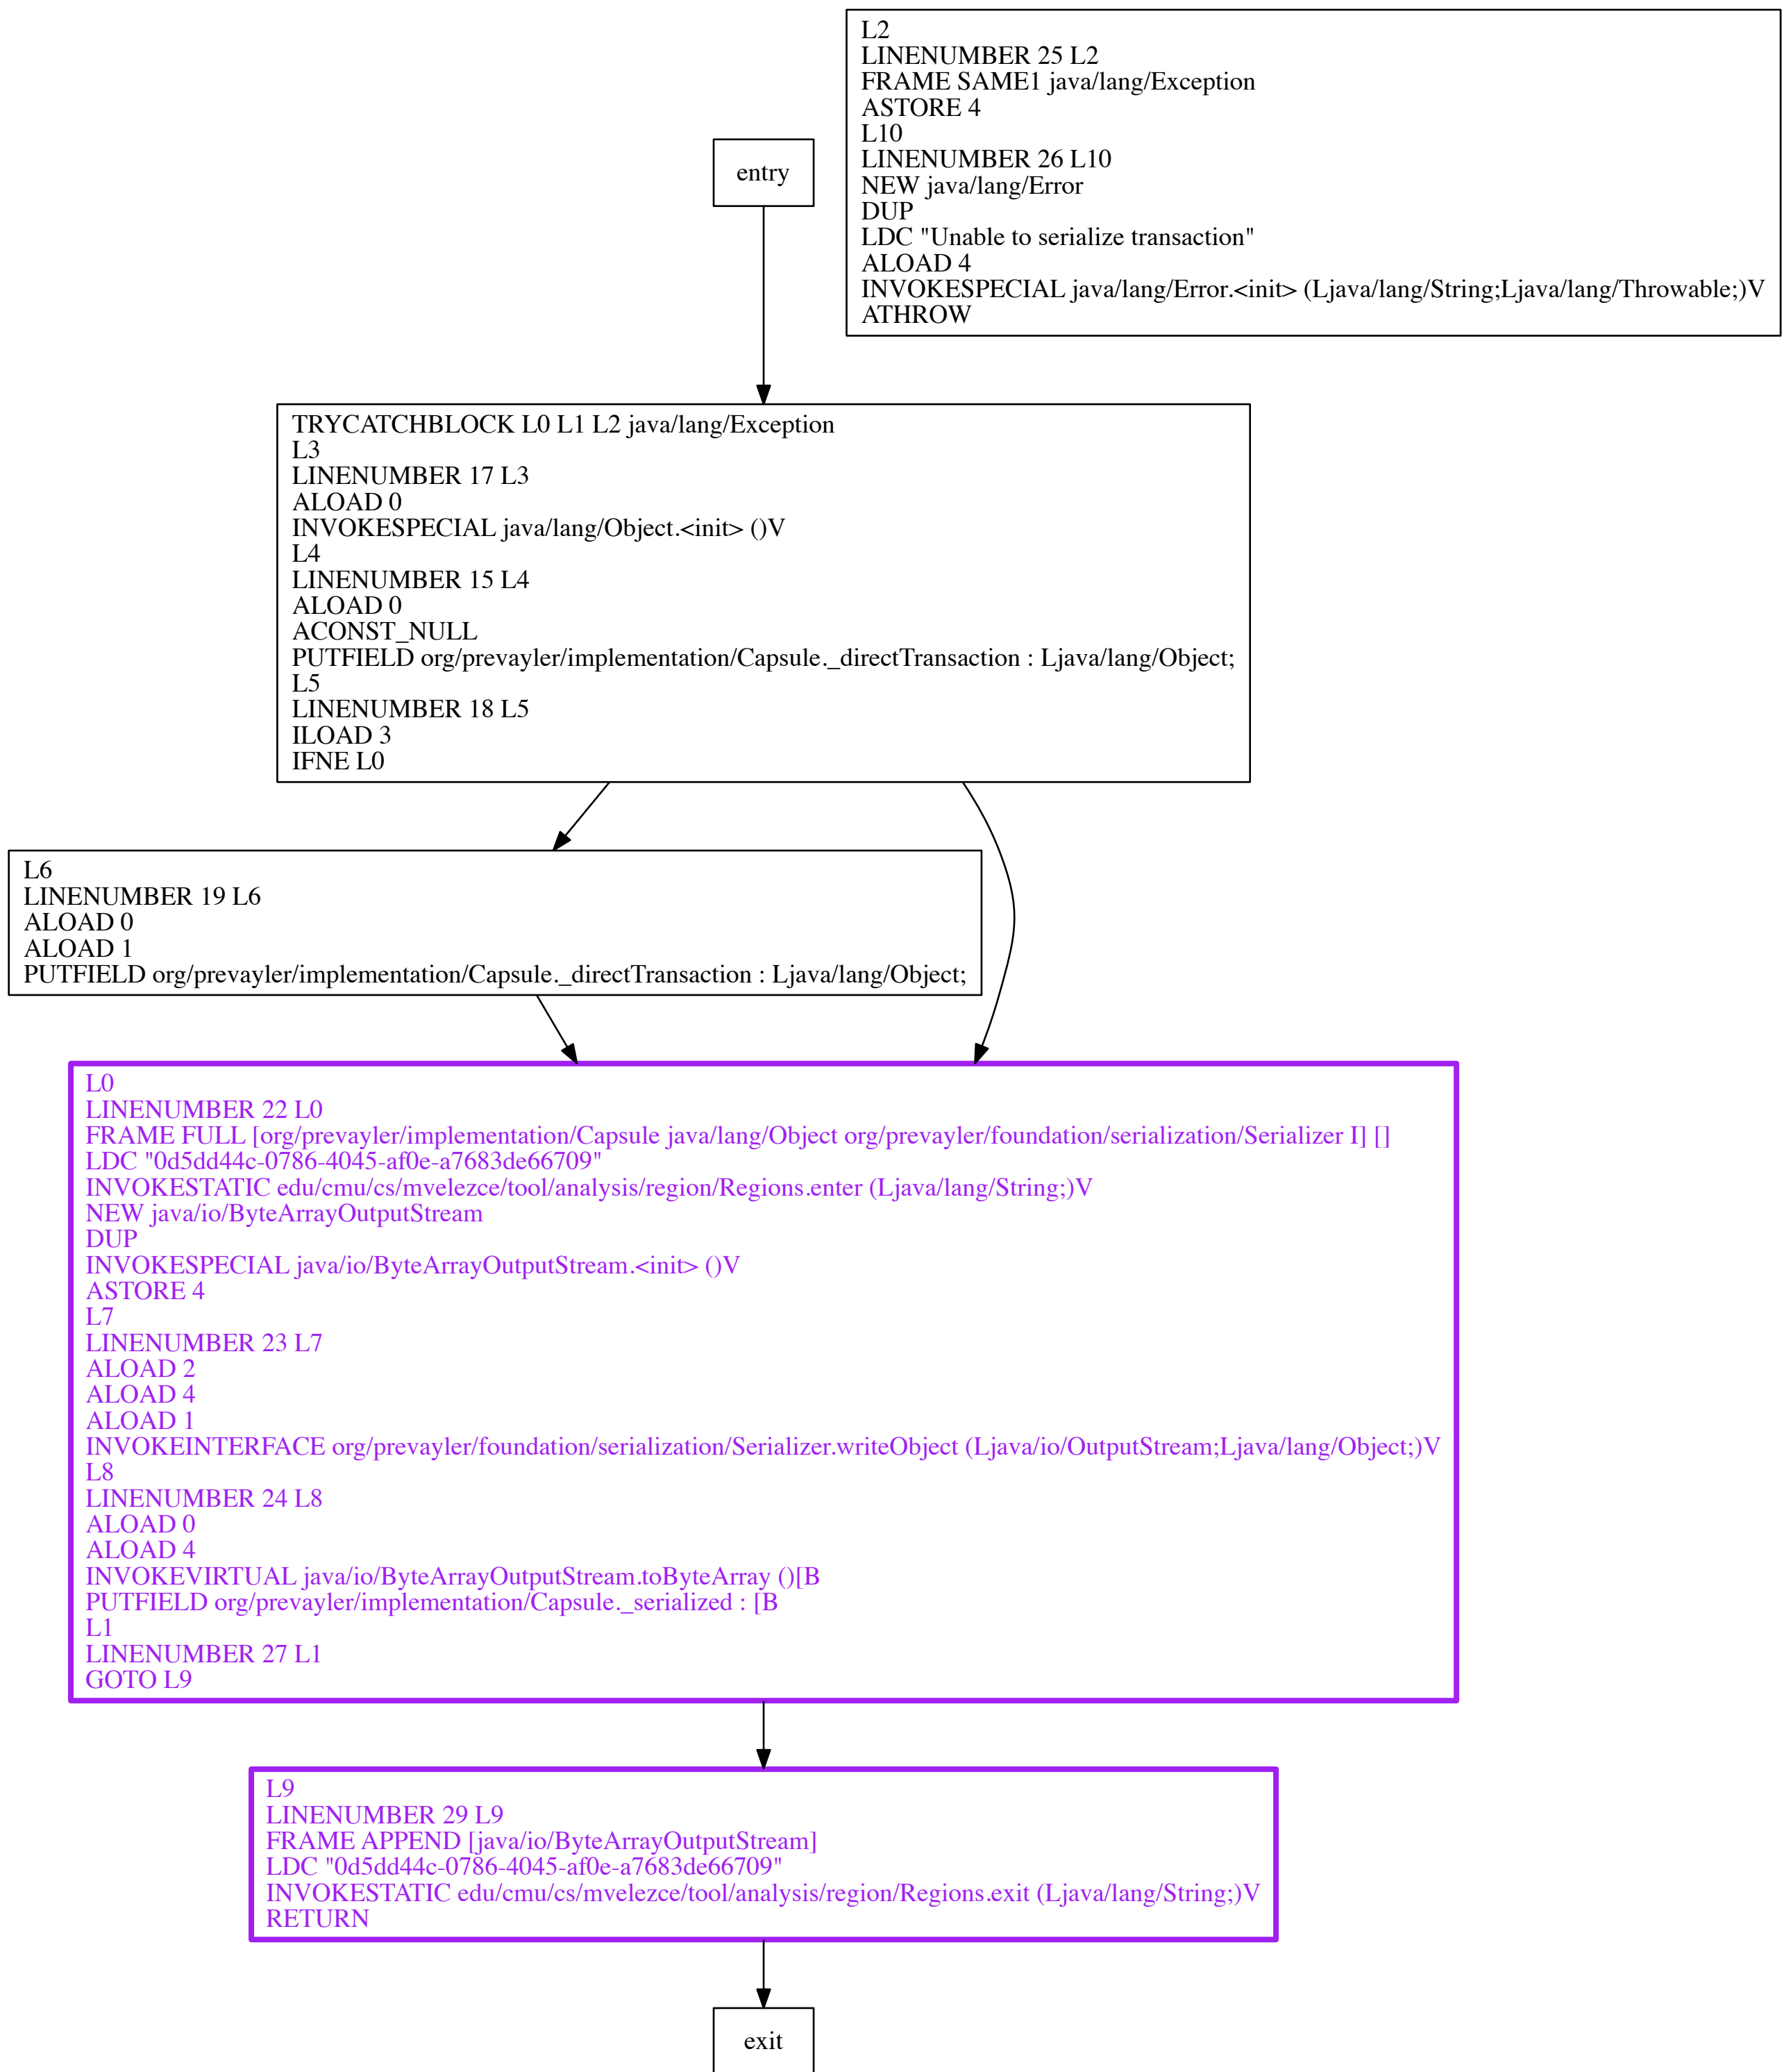 L2
LINENUMBER 25 L2
FRAME SAME1 java/lang/Exception
ASTORE 4
L10
LINENUMBER 26 L10
NEW java/lang/Error
DUP
LDC "Unable to serialize transaction"
ALOAD 4
INVOKESPECIAL java/lang/Error.<init> (Ljava/lang/String;Ljava/lang/Throwable;)V
ATHROW
entry
TRYCATCHBLOCK L0 L1 L2 java/lang/Exception
L3
LINENUMBER 17 L3
ALOAD 0
INVOKESPECIAL java/lang/Object.<init> ()V
L4
LINENUMBER 15 L4
ALOAD 0
ACONST_NULL
PUTFIELD org/prevayler/implementation/Capsule._directTransaction : Ljava/lang/Object;
L5
LINENUMBER 18 L5
ILOAD 3
IFNE L0
L6
LINENUMBER 19 L6
ALOAD 0
ALOAD 1
PUTFIELD org/prevayler/implementation/Capsule._directTransaction : Ljava/lang/Object;
L0
LINENUMBER 22 L0
FRAME FULL [org/prevayler/implementation/Capsule java/lang/Object org/prevayler/foundation/serialization/Serializer I] []
LDC "0d5dd44c-0786-4045-af0e-a7683de66709"
INVOKESTATIC edu/cmu/cs/mvelezce/tool/analysis/region/Regions.enter (Ljava/lang/String;)V
NEW java/io/ByteArrayOutputStream
DUP
INVOKESPECIAL java/io/ByteArrayOutputStream.<init> ()V
ASTORE 4
L7
LINENUMBER 23 L7
ALOAD 2
ALOAD 4
ALOAD 1
INVOKEINTERFACE org/prevayler/foundation/serialization/Serializer.writeObject (Ljava/io/OutputStream;Ljava/lang/Object;)V
L8
LINENUMBER 24 L8
ALOAD 0
ALOAD 4
INVOKEVIRTUAL java/io/ByteArrayOutputStream.toByteArray ()[B
PUTFIELD org/prevayler/implementation/Capsule._serialized : [B
L1
LINENUMBER 27 L1
GOTO L9
L9
LINENUMBER 29 L9
FRAME APPEND [java/io/ByteArrayOutputStream]
LDC "0d5dd44c-0786-4045-af0e-a7683de66709"
INVOKESTATIC edu/cmu/cs/mvelezce/tool/analysis/region/Regions.exit (Ljava/lang/String;)V
RETURN
exit